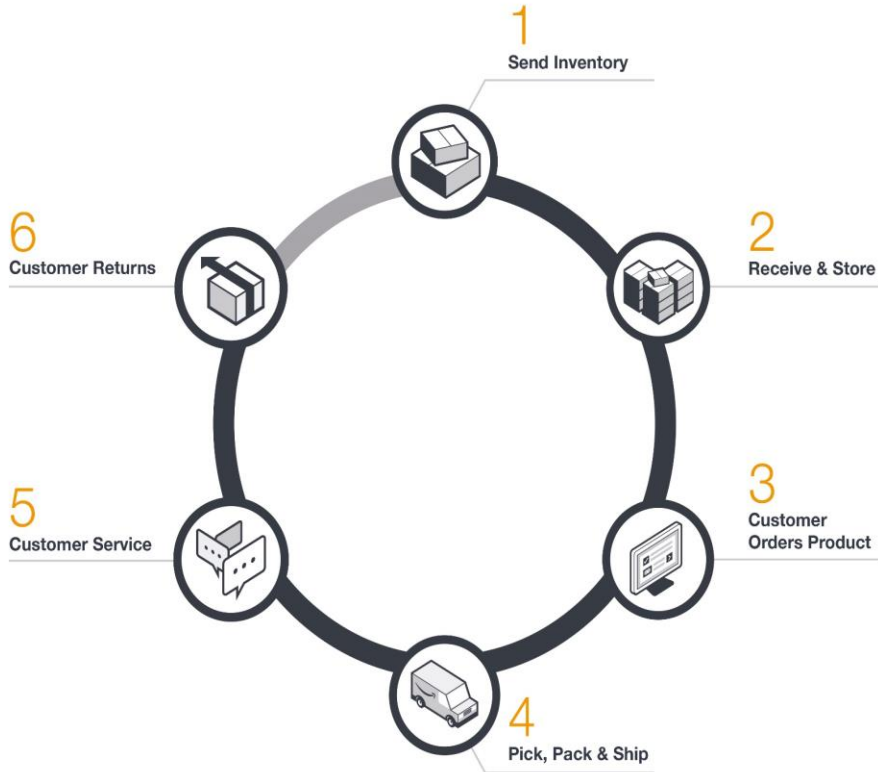 1
Send Inventory
2
Receive & Store
3
Customer
Orders Product
4
Pick, Pack & Ship
5
Customer Service
6
Customer Returns